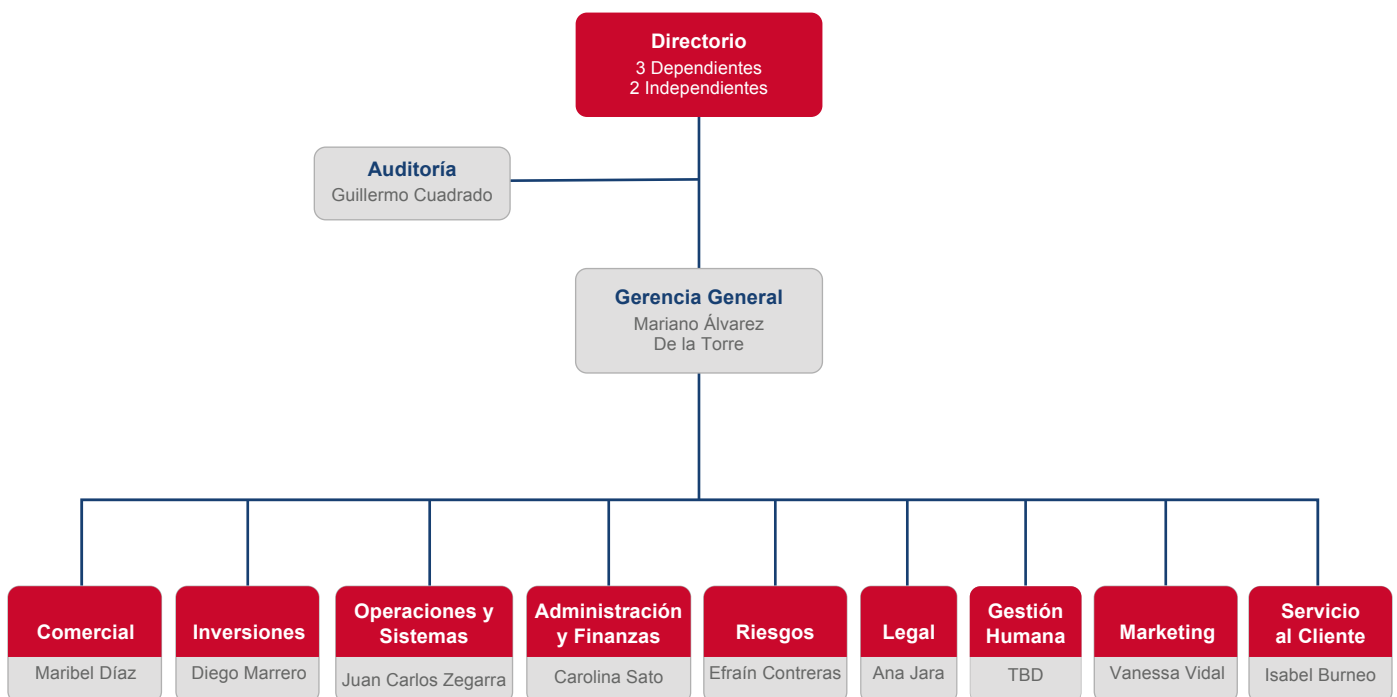 Directorio
3 Dependientes
2 Independientes
Auditoría
Guillermo Cuadrado
Gerencia General
Mariano Álvarez
De la Torre
Comercial
Maribel Díaz
Inversiones
Diego Marrero
Operaciones y
Sistemas
Juan Carlos Zegarra
Administración
y Finanzas
Carolina Sato
Riesgos
Efraín Contreras
Legal
Ana Jara
Gestión
Humana
TBD
Marketing
Vanessa Vidal
Servicio
al Cliente
Isabel Burneo